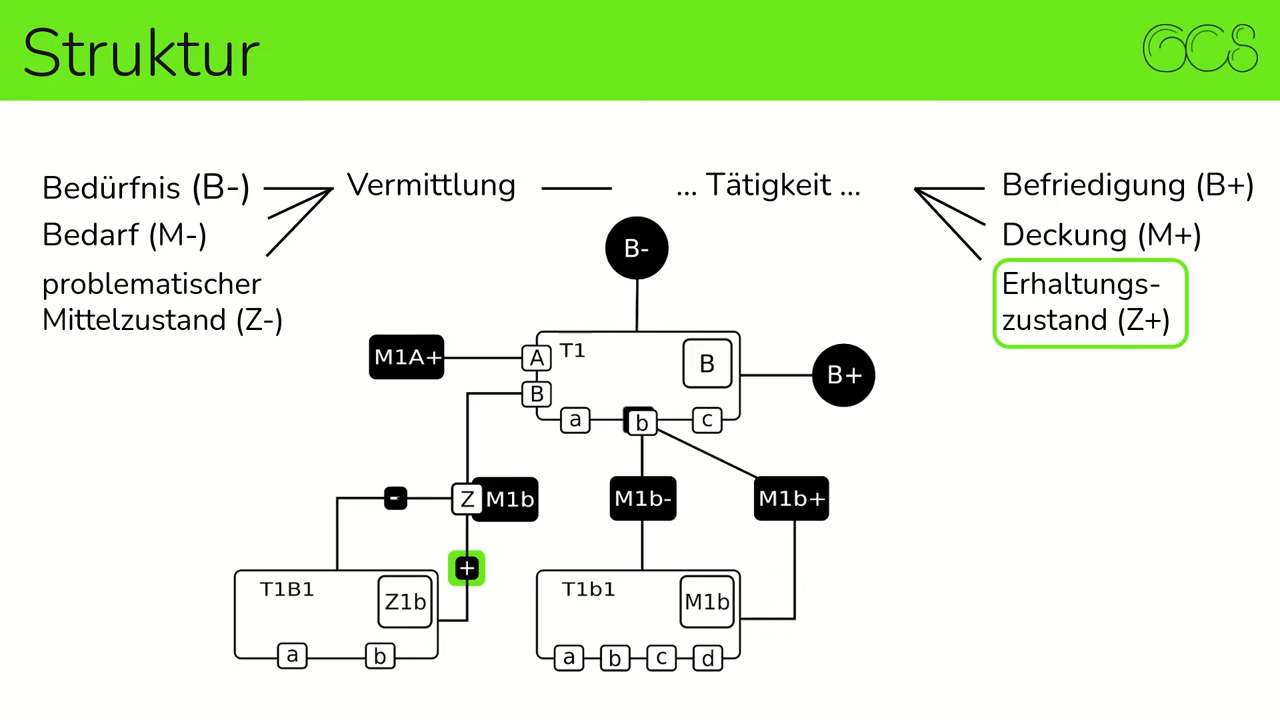 Struktur
GCS
Bedürfnis (B-)
Vermittlung
... Tätigkeit ...
Befriedigung (B+)
Bedarf (M-)
Deckung (M+)
problematischer
Mittelzustand (Z-)
Erhaltungs-
zustand (Z+)
B-
M1A+
A
T1
B
B+
B
a
b
c
-
Z
M1b
M1b-
M1b+
+
T1B1
Z1b
a
b
T1b1
M1b
a
b
c
d